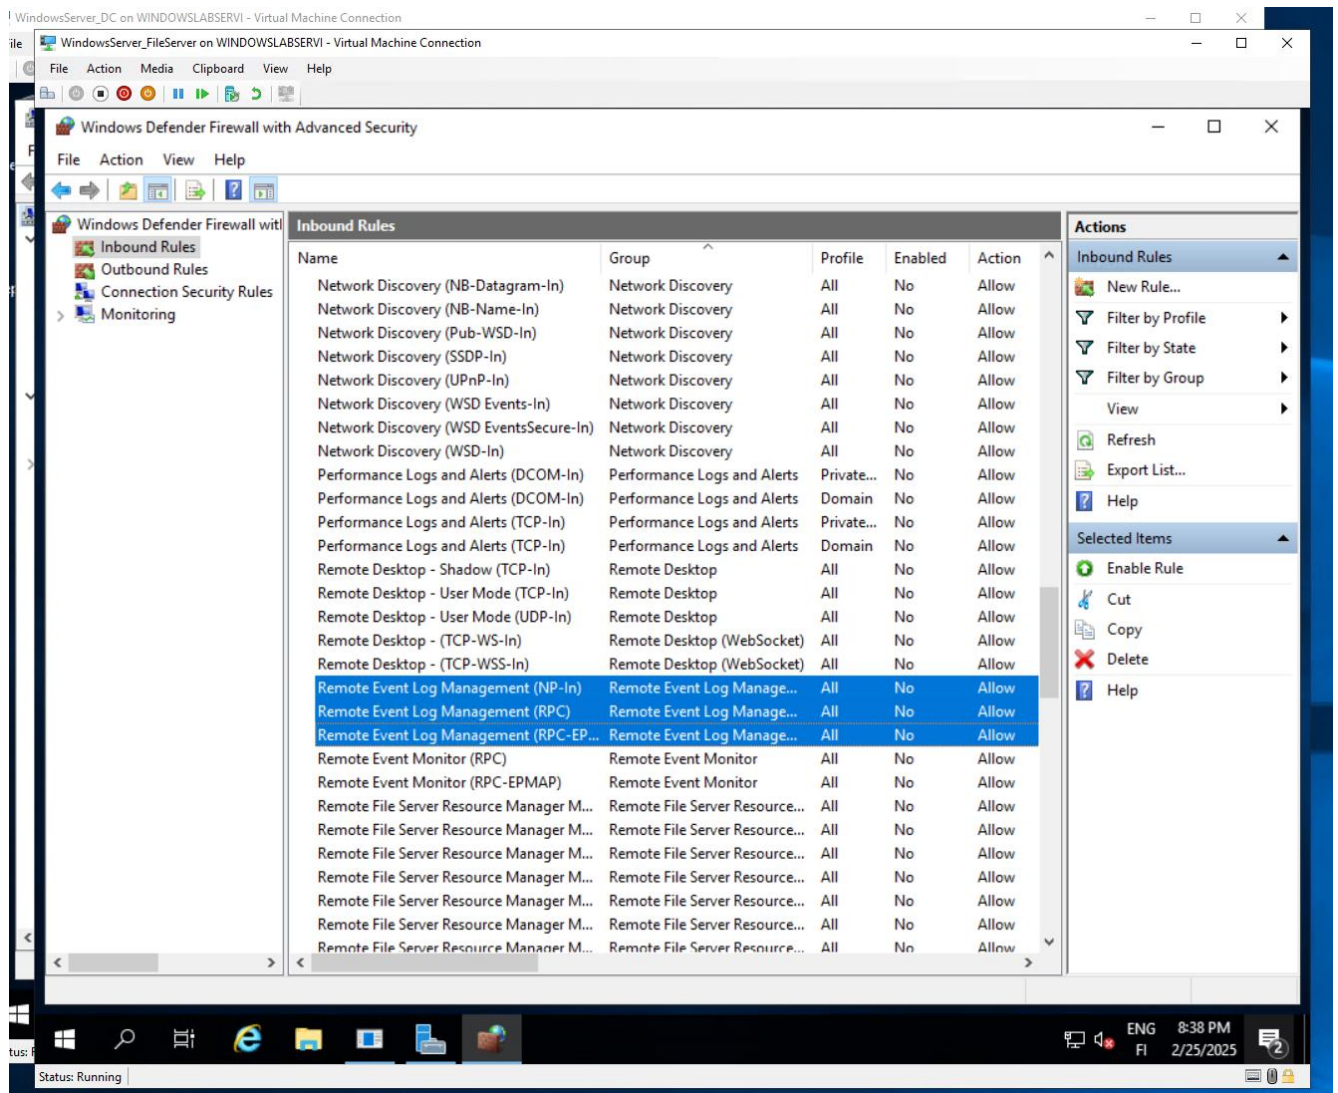 WindowsServer_DC on WINDOWSLABSERVI - Virtual Machine Connection
WindowsServer_FileServer on WINDOWSLABSERVI - Virtual Machine Connection
File Action Media Clipboard View Help
Windows Defender Firewall with Advanced Security
File Action View Help
Windows Defender Firewall witl
Inbound Rules
Outbound Rules
Connection Security Rules
Monitoring
Inbound Rules
Name Group Profile Enabled Action
Network Discovery (NB-Datagram-In) Network Discovery All No Allow
Network Discovery (NB-Name-In) Network Discovery All No Allow
Network Discovery (Pub-WSD-In) Network Discovery All No Allow
Network Discovery (SSDP-In) Network Discovery All No Allow
Network Discovery (UPnP-In) Network Discovery All No Allow
Network Discovery (WSD Events-In) Network Discovery All No Allow
Network Discovery (WSD EventsSecure-In) Network Discovery All No Allow
Network Discovery (WSD-In) Network Discovery All No Allow
Performance Logs and Alerts (DCOM-In) Performance Logs and Alerts Private... No Allow
Performance Logs and Alerts (DCOM-In) Performance Logs and Alerts Domain No Allow
Performance Logs and Alerts (TCP-In) Performance Logs and Alerts Private... No Allow
Performance Logs and Alerts (TCP-In) Performance Logs and Alerts Domain No Allow
Remote Desktop - Shadow (TCP-In) Remote Desktop All No Allow
Remote Desktop - User Mode (TCP-In) Remote Desktop All No Allow
Remote Desktop - User Mode (UDP-In) Remote Desktop All No Allow
Remote Desktop - (TCP-WS-In) Remote Desktop (WebSocket) All No Allow
Remote Desktop - (TCP-WSS-In) Remote Desktop (WebSocket) All No Allow
Remote Event Log Management (NP-In) Remote Event Log Manage... All No Allow
Remote Event Log Management (RPC) Remote Event Log Manage... All No Allow
Remote Event Log Management (RPC-EP... Remote Event Log Manage... All No Allow
Remote Event Monitor (RPC) Remote Event Monitor All No Allow
Remote Event Monitor (RPC-EPMAP) Remote Event Monitor All No Allow
Remote File Server Resource Manager M... Remote File Server Resource... All No Allow
Remote File Server Resource Manager M... Remote File Server Resource... All No Allow
Remote File Server Resource Manager M... Remote File Server Resource... All No Allow
Remote File Server Resource Manager M... Remote File Server Resource... All No Allow
Remote File Server Resource Manager M... Remote File Server Resource... All No Allow
Remote File Server Resource Manager M... Remote File Server Resource... All No Allow
Remote File Server Resource Manager M... Remote File Server Resource... All No Allow
Actions
Inbound Rules
New Rule...
Filter by Profile
Filter by State
Filter by Group
View
Refresh
Export List...
Help
Selected Items
Enable Rule
Cut
Copy
Delete
Help
ENG
FI
8:38 PM
2/25/2025
2
Status: Running